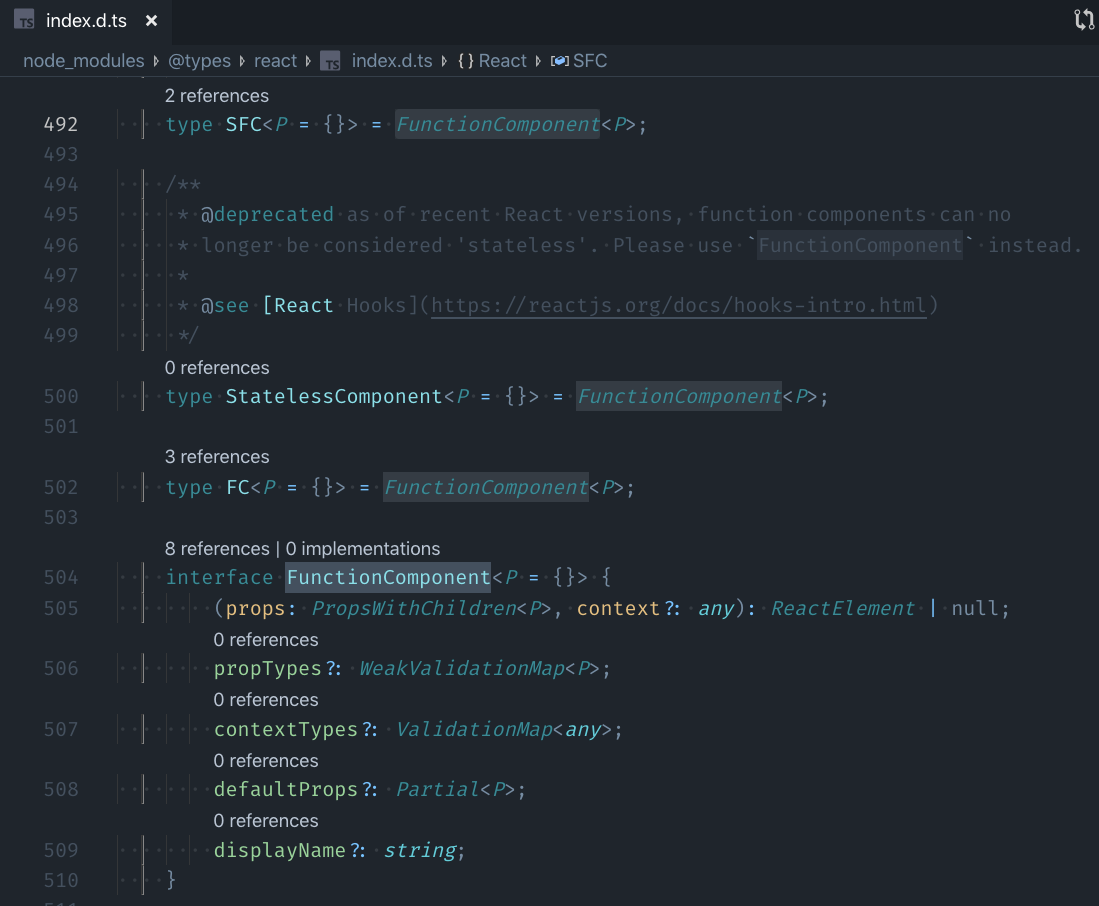 TS index.d.ts ×
node_modules @types react TS index.d.ts {} React SFC
2 references
492 type SFC<P = {}> = FunctionComponent<P>;
493
494 /**
495 * @deprecated as of recent React versions, function components can no
496 * longer be considered 'stateless'. Please use `FunctionComponent` instead.
497 *
498 * @see [React Hooks](https://reactjs.org/docs/hooks-intro.html)
499 */
0 references
500 type StatelessComponent<P = {}> = FunctionComponent<P>;
501
3 references
502 type FC<P = {}> = FunctionComponent<P>;
503
8 references | 0 implementations
504 interface FunctionComponent<P = {}> {
505 (props: PropsWithChildren<P>, context?: any): ReactElement | null;
0 references
506 propTypes?: WeakValidationMap<P>;
0 references
507 contextTypes?: ValidationMap<any>;
0 references
508 defaultProps?: Partial<P>;
0 references
509 displayName?: string;
510 }